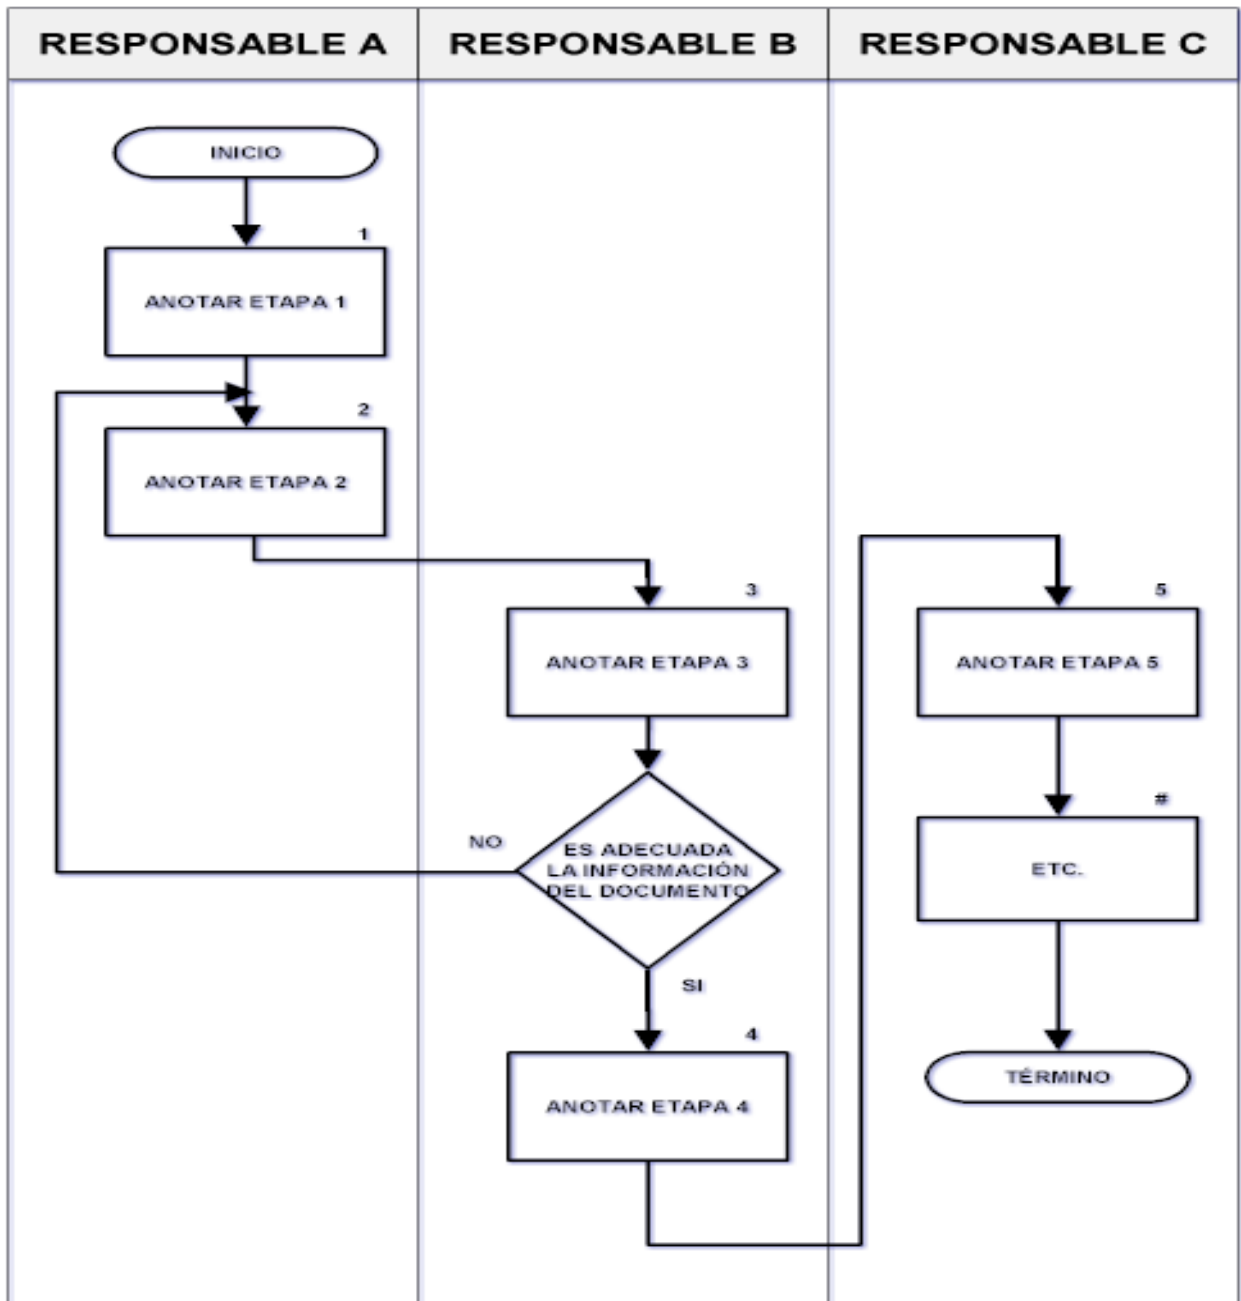 RESPONSABLE A
RESPONSABLE B
RESPONSABLE C
INICIO
1
ANOTAR ETAPA 1
2
ANOTAR ETAPA 2
3
ANOTAR ETAPA 3
NO
ES ADECUADA
LA INFORMACIÓN
DEL DOCUMENTO
SI
4
ANOTAR ETAPA 4
5
ANOTAR ETAPA 5
#
ETC.
TÉRMINO